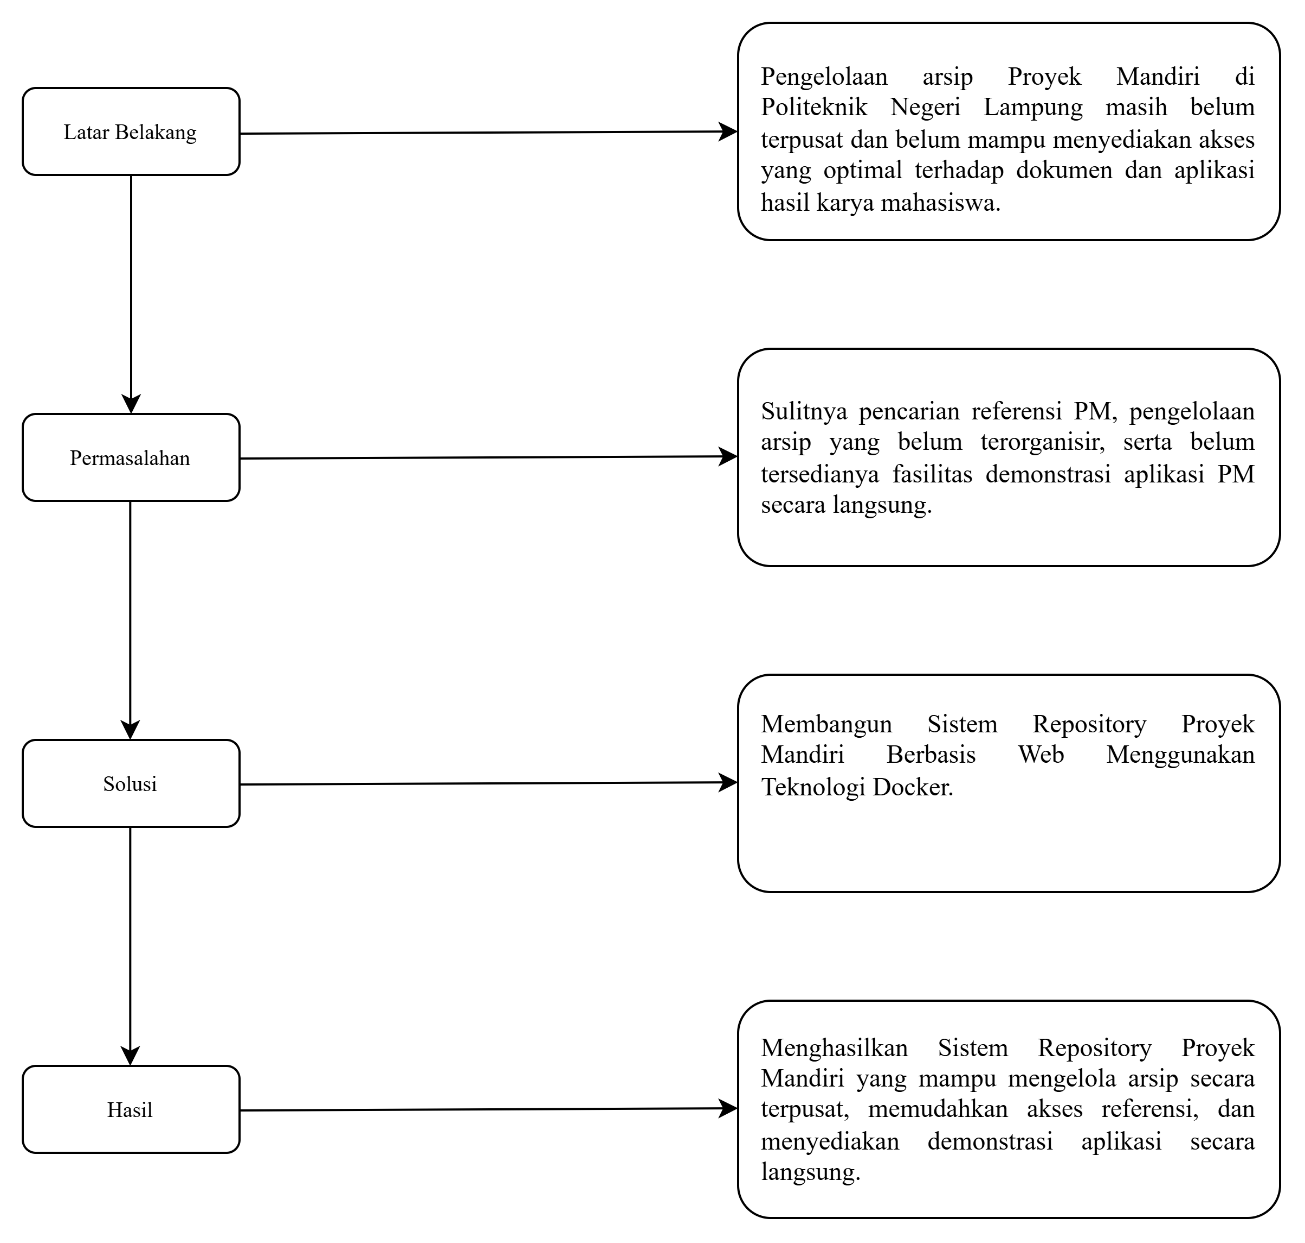 Latar Belakang
Pengelolaan arsip Proyek Mandiri di
Politeknik Negeri Lampung masih belum
terpusat dan belum mampu menyediakan akses
yang optimal terhadap dokumen dan aplikasi
hasil karya mahasiswa.
Permasalahan
Sulitnya pencarian referensi PM, pengelolaan
arsip yang belum terorganisir, serta belum
tersedianya fasilitas demonstrasi aplikasi PM
secara langsung.
Solusi
Membangun Sistem Repository Proyek
Mandiri Berbasis Web Menggunakan
Teknologi Docker.
Hasil
Menghasilkan Sistem Repository Proyek
Mandiri yang mampu mengelola arsip secara
terpusat, memudahkan akses referensi, dan
menyediakan demonstrasi aplikasi secara
langsung.